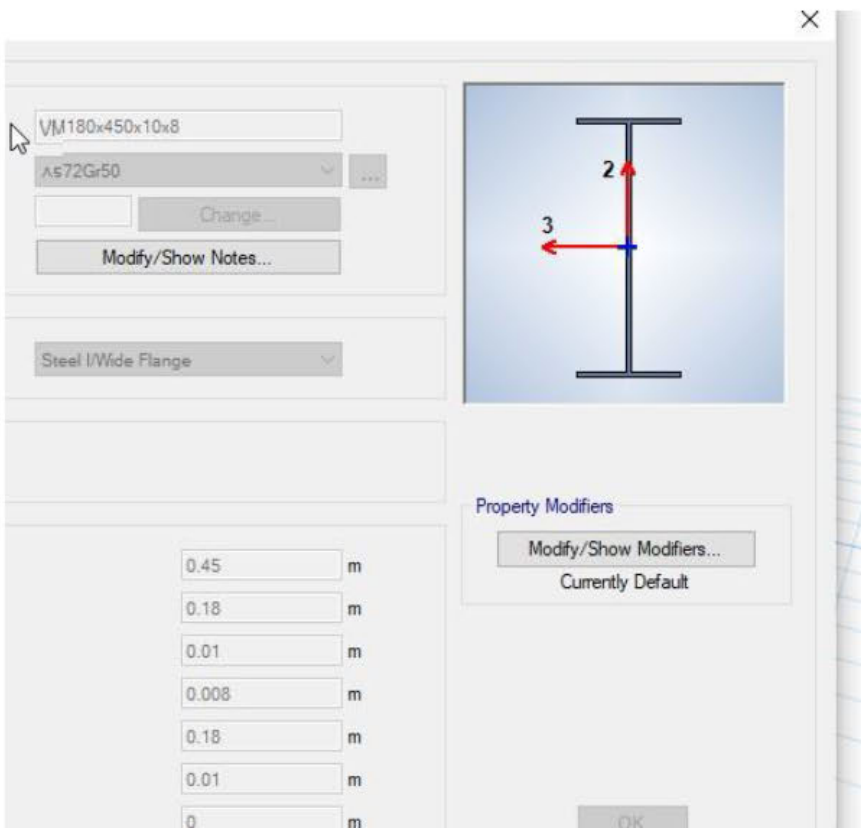 VM180x450x10x8
A572Gr50
...
Change...
Modify/Show Notes...
2
3
Steel I/Wide Flange
Property Modifiers
Modify/Show Modifiers...
Currently Default
0.45 m
0.18 m
0.01 m
0.008 m
0.18 m
0.01 m
0 m
OK